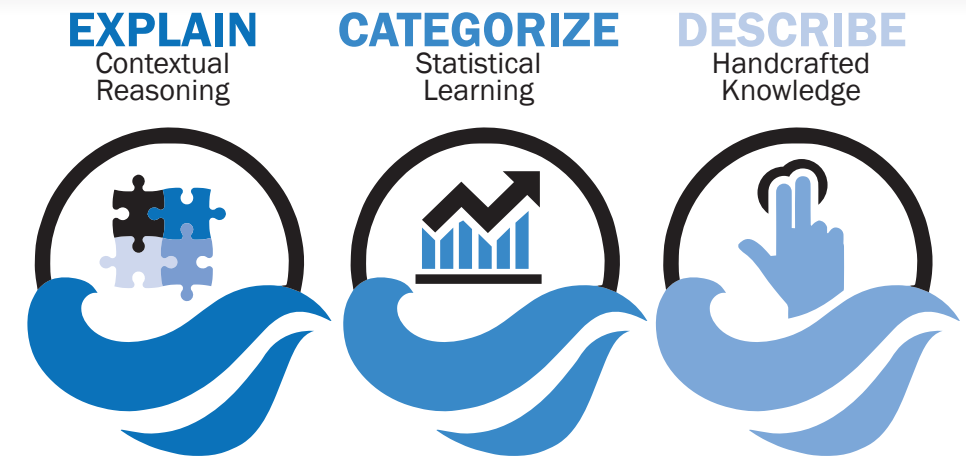 EXPLAIN
Contextual
Reasoning
CATEGORIZE
Statistical
Learning
DESCRIBE
Handcrafted
Knowledge